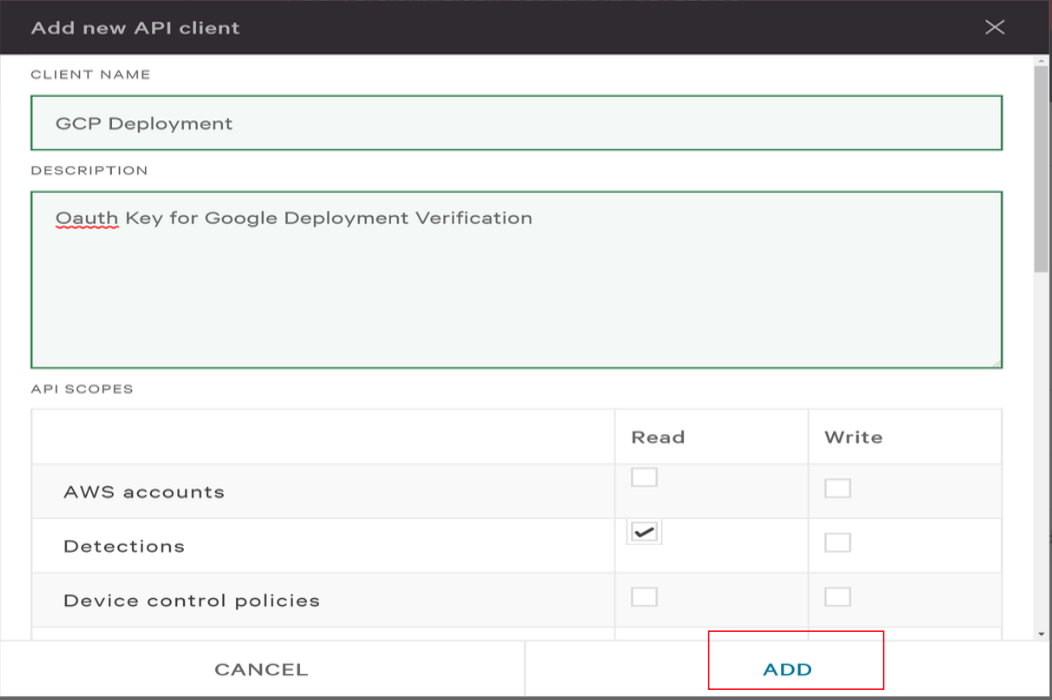 Add new API client
CLIENT NAME
GCP Deployment
DESCRIPTION
Oauth Key for Google Deployment Verification
API SCOPES
Read Write
AWS accounts
Detections
Device control policies
CANCEL ADD